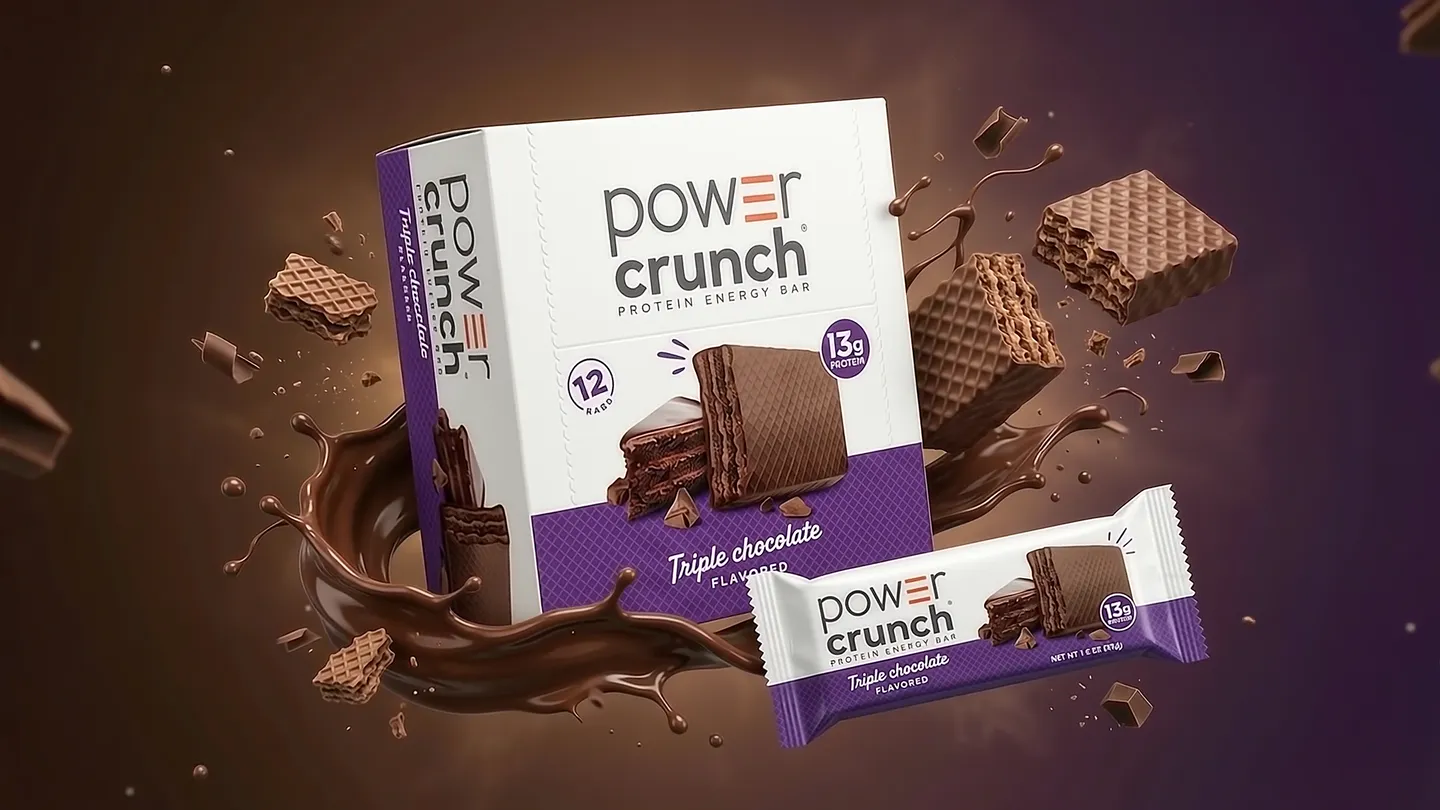 power
crunch®
PROTEIN ENERGY BAR
12
13g
PROTEIN
Triple chocolate
FLAVORED
power
crunch
Triple chocolate
power
crunch
PROTEIN ENERGY BAR
Triple chocolate
FLAVORED
13g
NET